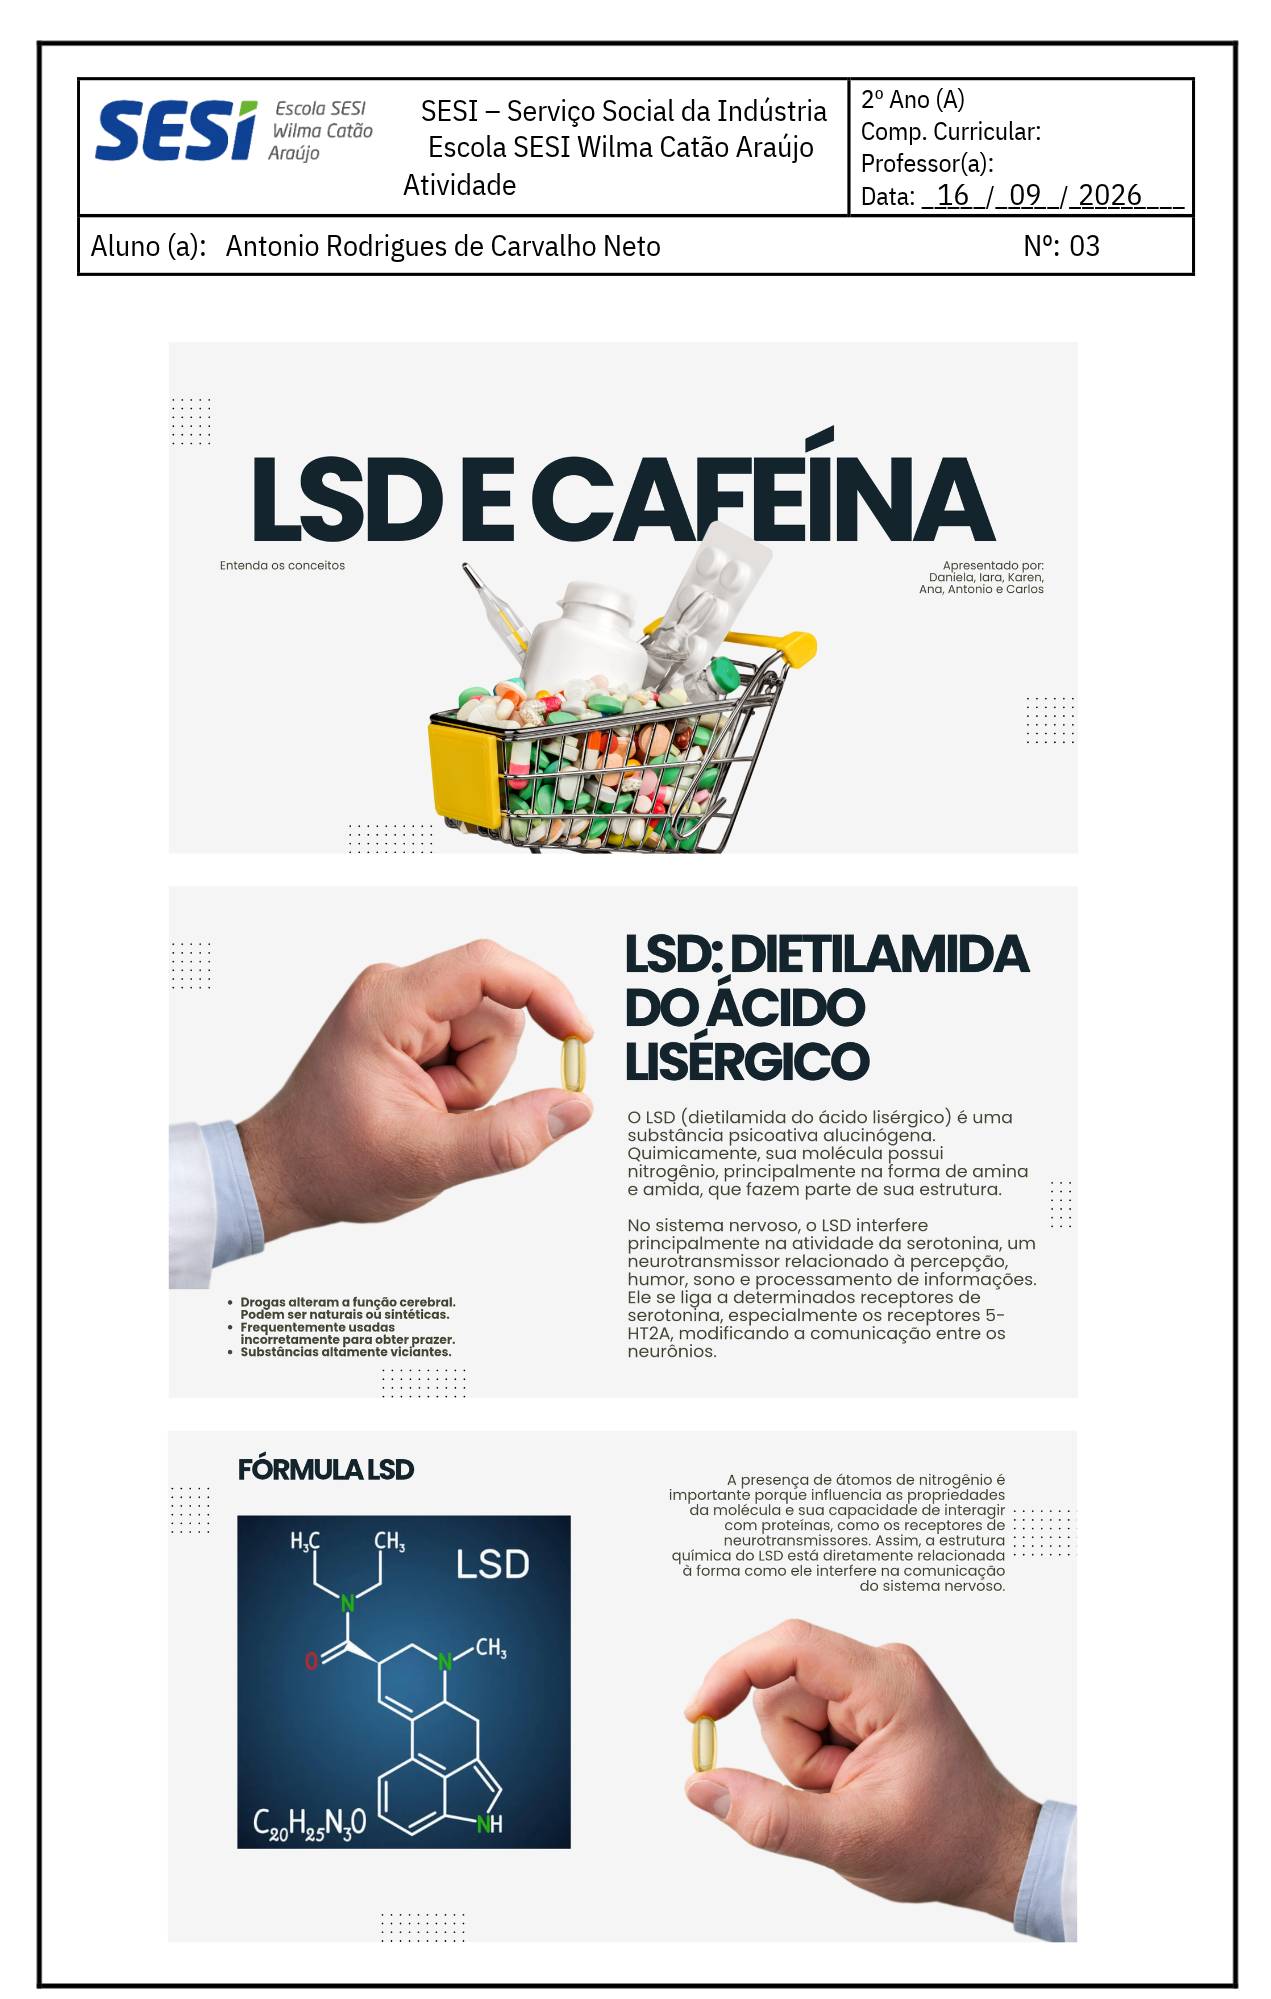 SESI
Escola SESI
Wilma Catão
Araújo
SESI – Serviço Social da Indústria
Escola SESI Wilma Catão Araújo
Atividade
2º Ano (A)
Comp. Curricular:
Professor(a):
Data: _16_/_09_/_2026___
Aluno (a): Antonio Rodrigues de Carvalho Neto Nº: 03
LSD E CAFEÍNA
Entenda os conceitos
Apresentado por:
Daniela, Iara, Karen,
Ana, Antonio e Carlos
LSD: DIETILAMIDA
DO ÁCIDO
LISÉRGICO
O LSD (dietilamida do ácido lisérgico) é uma
substância psicoativa alucinógena.
Quimicamente, sua molécula possui
nitrogênio, principalmente na forma de amina
e amida, que fazem parte de sua estrutura.
No sistema nervoso, o LSD interfere
principalmente na atividade da serotonina, um
neurotransmissor relacionado à percepção,
humor, sono e processamento de informações.
Ele se liga a determinados receptores de
serotonina, especialmente os receptores 5-
HT2A, modificando a comunicação entre os
neurônios.
• Drogas alteram a função cerebral.
Podem ser naturais ou sintéticas.
• Frequentemente usadas
incorretamente para obter prazer.
• Substâncias altamente viciantes.
FÓRMULA LSD
A presença de átomos de nitrogênio é
importante porque influencia as propriedades
da molécula e sua capacidade de interagir
com proteínas, como os receptores de
neurotransmissores. Assim, a estrutura
química do LSD está diretamente relacionada
à forma como ele interfere na comunicação
do sistema nervoso.
H₃C CH₃
LSD
N
O
N CH₃
NH
C₂₀H₂₅N₃O